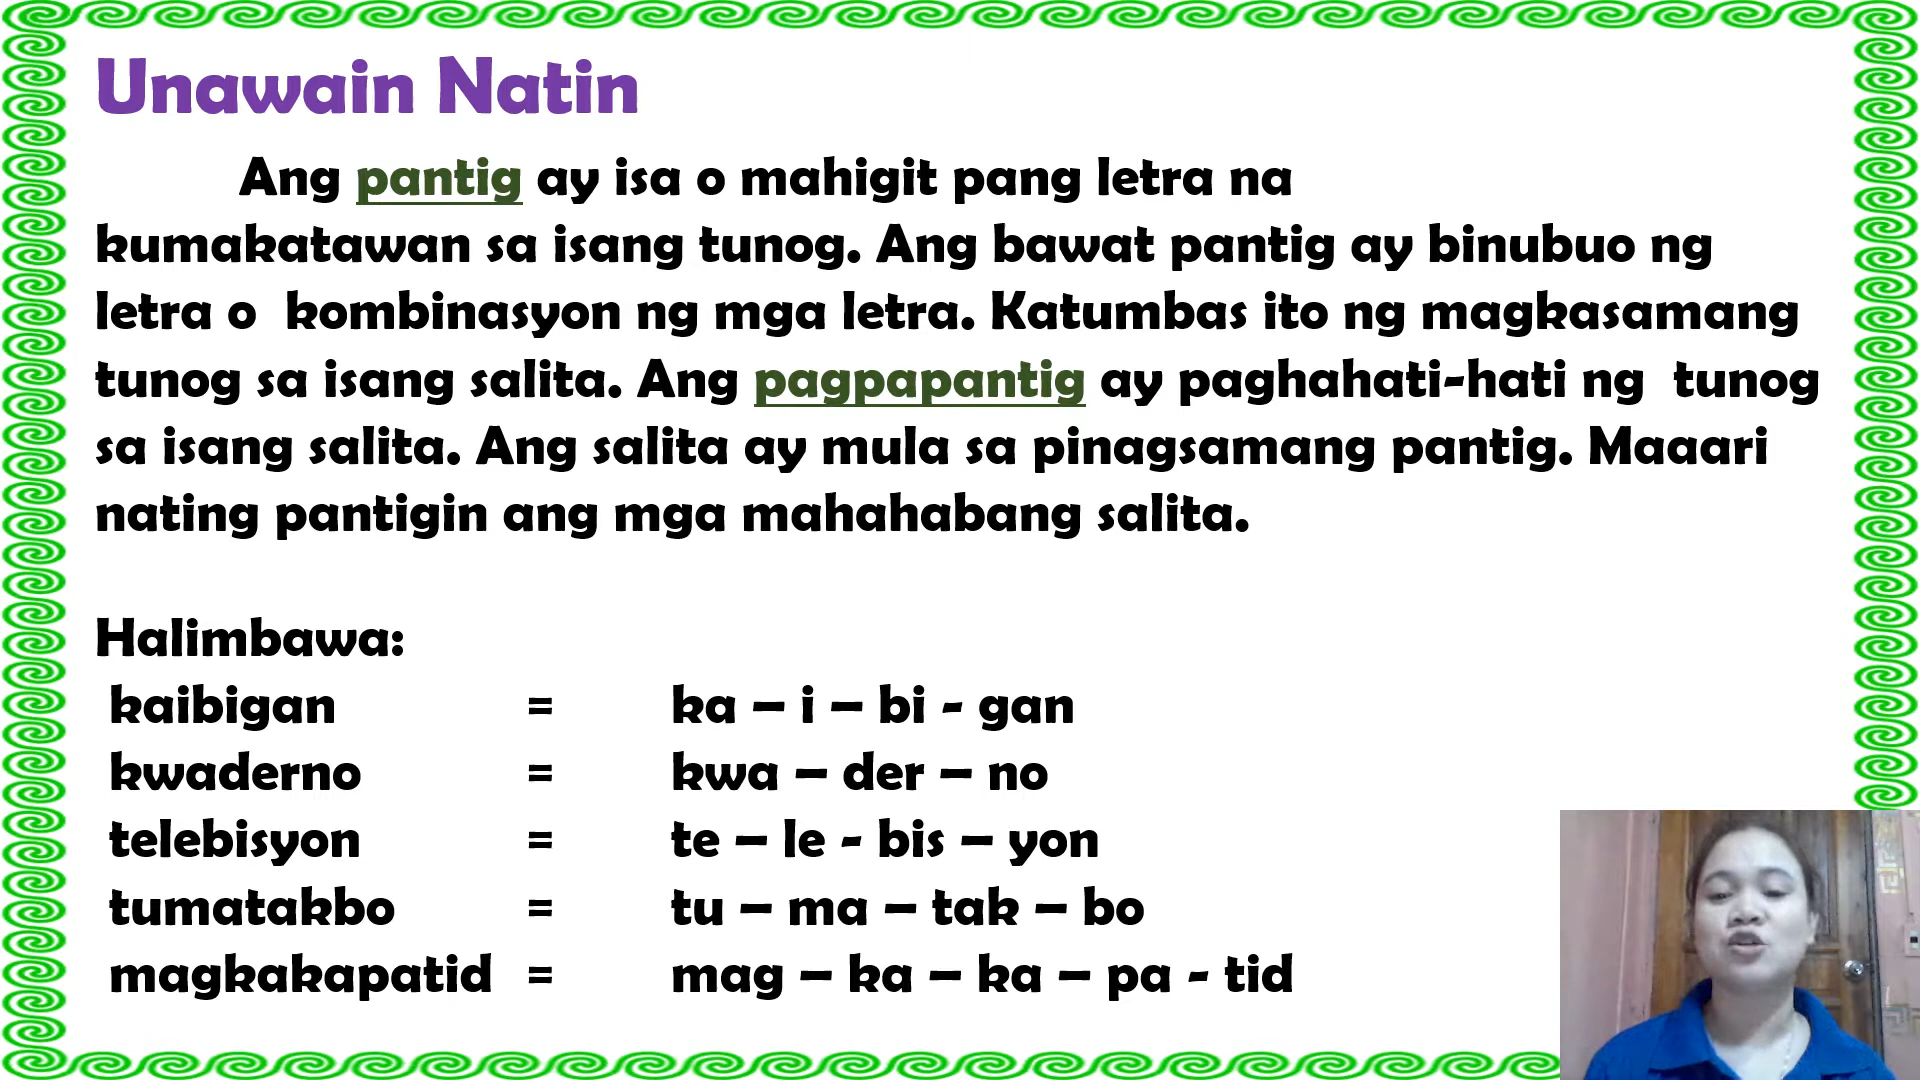 Unawain Natin
Ang pantig ay isa o mahigit pang letra na
kumakatawan sa isang tunog. Ang bawat pantig ay binubuo ng
letra o kombinasyon ng mga letra. Katumbas ito ng magkasamang
tunog sa isang salita. Ang pagpapantig ay paghahati-hati ng tunog
sa isang salita. Ang salita ay mula sa pinagsamang pantig. Maaari
nating pantigin ang mga mahahabang salita.
Halimbawa:
kaibigan = ka – i – bi - gan
kwaderno = kwa – der – no
telebisyon = te – le - bis – yon
tumatakbo = tu – ma – tak – bo
magkakapatid = mag – ka – ka – pa - tid